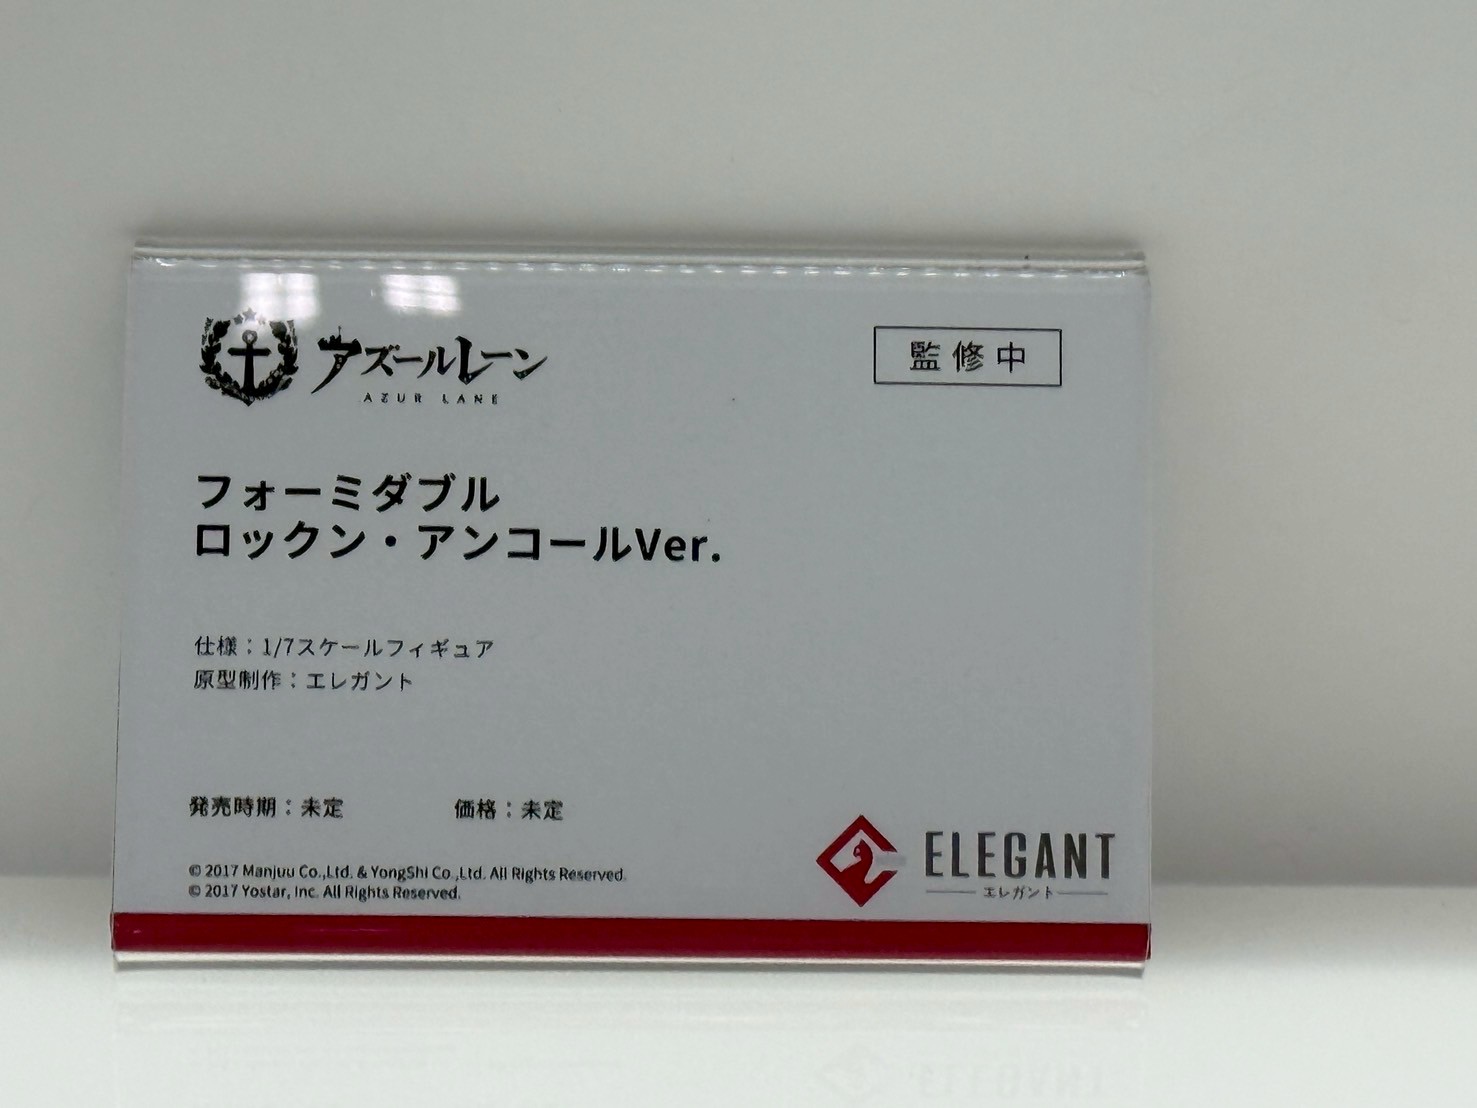 アズールレーン
AZUR LANE
監修中
フォーミダブル
ロックン・アンコールVer.
仕様：1/7スケールフィギュア
原型制作：エレガント
発売時期：未定
価格：未定
© 2017 Manjuu Co.,Ltd. & YongShi Co.,Ltd. All Rights Reserved.
© 2017 Yostar, Inc. All Rights Reserved.
ELEGANT
エレガント